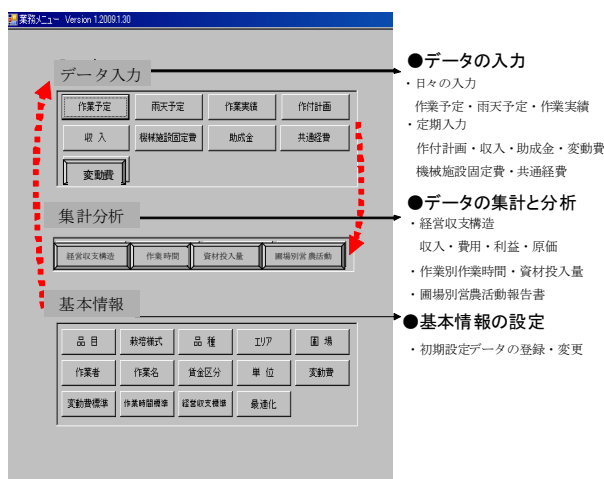 業務メニュー Version 1.2009.1.30
データ入力
作業予定 雨天予定 作業実績 作付計画
収 入 機械施設固定費 助成金 共通経費
変動費
集計分析
経営収支構造 作業時間 資材投入量 圃場別営農活動
基本情報
品 目 栽培様式 品 種 エリア 圃 場
作業者 作業名 賃金区分 単 位 変動費
変動費標準 作業時間標準 経営収支標準 最適化
●データの入力
・日々の入力
作業予定・雨天予定・作業実績
・定期入力
作付計画・収入・助成金・変動費
機械施設固定費・共通経費
●データの集計と分析
・経営収支構造
収入・費用・利益・原価
・作業別作業時間・資材投入量
・圃場別営農活動報告書
●基本情報の設定
・初期設定データの登録・変更